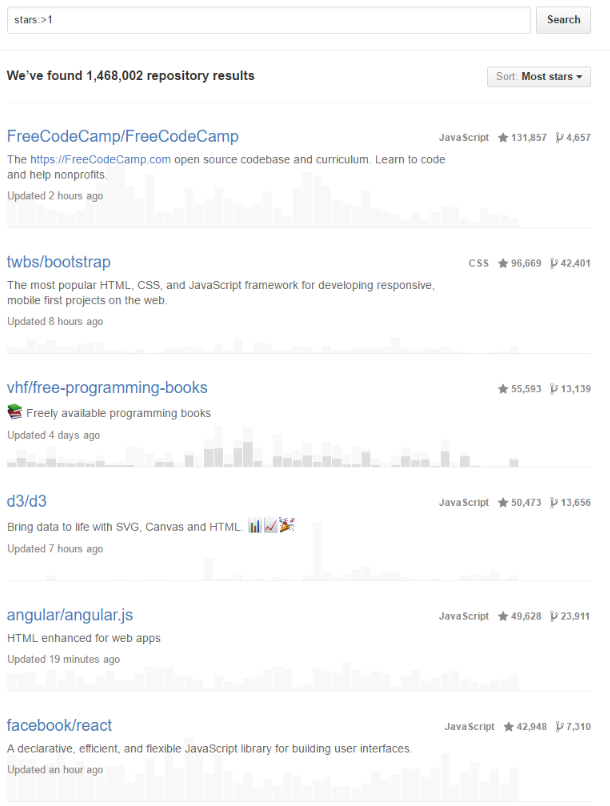 stars:>1
Search
We've found 1,468,002 repository results
Sort: Most stars
FreeCodeCamp/FreeCodeCamp
JavaScript 131,857 4,657
The https://FreeCodeCamp.com open source codebase and curriculum. Learn to code
and help nonprofits.
Updated 2 hours ago
twbs/bootstrap
CSS 96,669 42,401
The most popular HTML, CSS, and JavaScript framework for developing responsive,
mobile first projects on the web.
Updated 8 hours ago
vhf/free-programming-books
55,593 13,139
Freely available programming books
Updated 4 days ago
d3/d3
JavaScript 50,473 13,656
Bring data to life with SVG, Canvas and HTML.
Updated 7 hours ago
angular/angular.js
JavaScript 49,628 23,911
HTML enhanced for web apps
Updated 19 minutes ago
facebook/react
JavaScript 42,948 7,310
A declarative, efficient, and flexible JavaScript library for building user interfaces.
Updated an hour ago